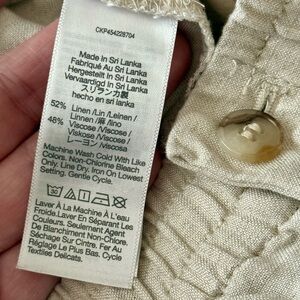 CKP454228704
Made In Sri Lanka
Fabriqué Au Sri Lanka
Hergestellt In Sri Lanka
Vervaardigd In Sri Lanka
スリランカ製
hecho en sri lanka
52% Linen /Lin /Leinen /
Linnen /麻 /lino
48% Viscose /Viscose /
Viskose /Viscose /
レーヨン /viscosa
Machine Wash Cold With Like
Colors. Non-Chlorine Bleach
Only. Line Dry. Iron On Lowest
Setting. Gentle Cycle.
Laver À La Machine À L'eau
Froide.Laver En Séparant Les
Couleurs. Seulement Agent
De Blanchiment Non-Chlore.
Séchage Sur Cintre. Fer Au
Réglage Le Plus Bas. Cycle
Textiles Delicats.